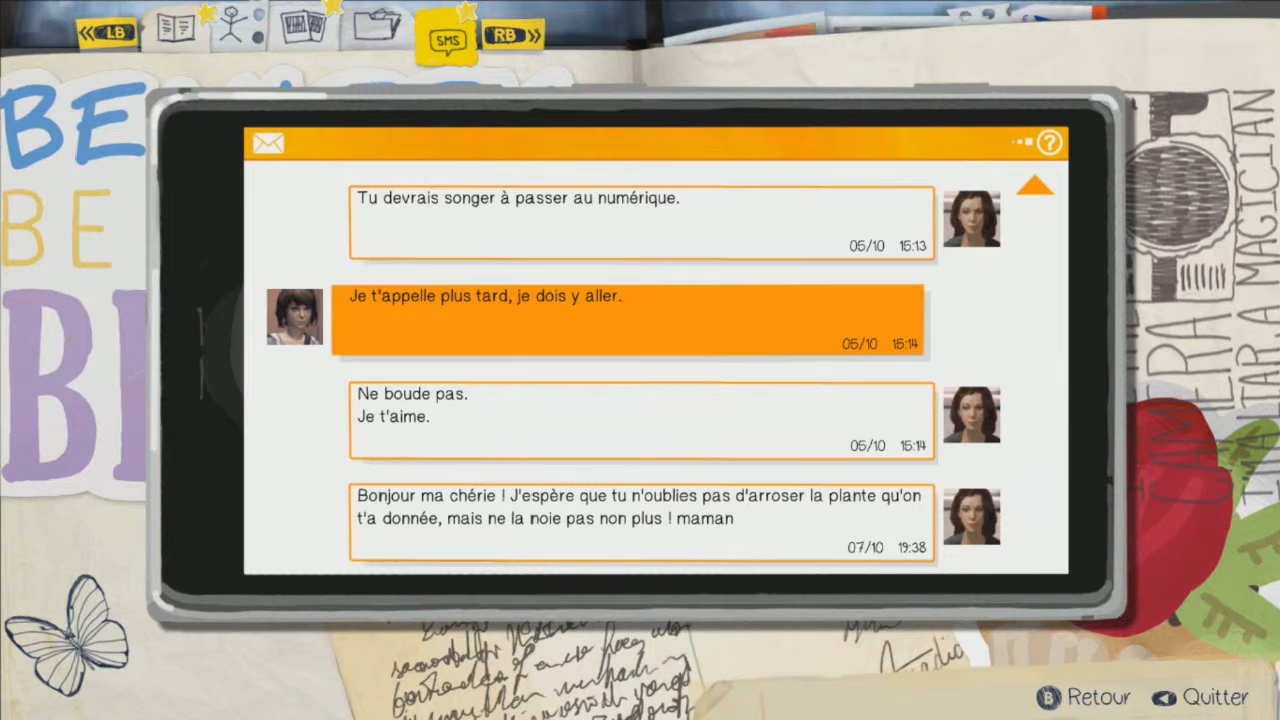 LB
SMS
RB
BE
BE
Tu devrais songer à passer au numérique.
05/10 15:13
Je t'appelle plus tard, je dois y aller.
05/10 15:14
Ne boude pas.
Je t'aime.
05/10 15:14
Bonjour ma chérie ! J'espère que tu n'oublies pas d'arroser la plante qu'on
t'a donnée, mais ne la noie pas non plus ! maman
07/10 19:38
CAMERA
MAGICIAN
B Retour
Quitter